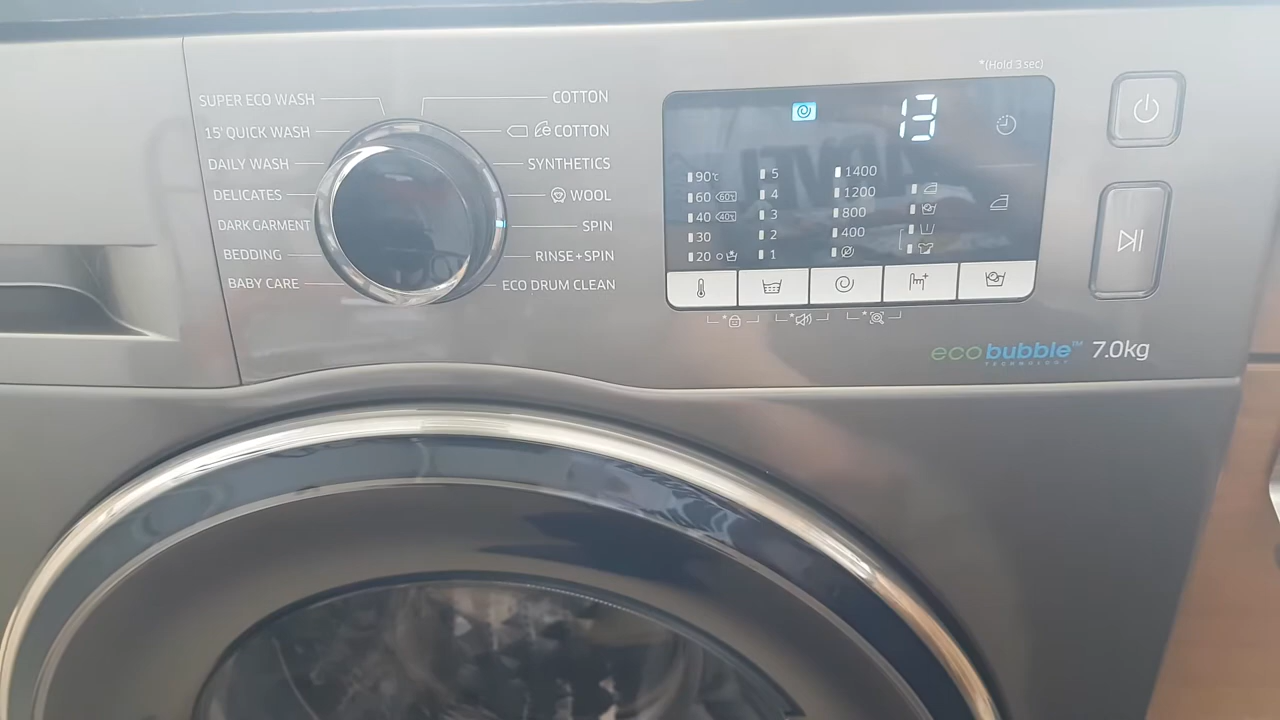 *(Hold 3 sec)
SUPER ECO WASH
15' QUICK WASH
DAILY WASH
DELICATES
DARK GARMENT
BEDDING
BABY CARE
COTTON
COTTON
SYNTHETICS
WOOL
SPIN
RINSE+SPIN
ECO DRUM CLEAN
13
90℃ 5 1400
60 60℃ 4 1200
40 40℃ 3 800
30 2 400
20 1
eco bubble™ 7.0kg
TECHNOLOGY